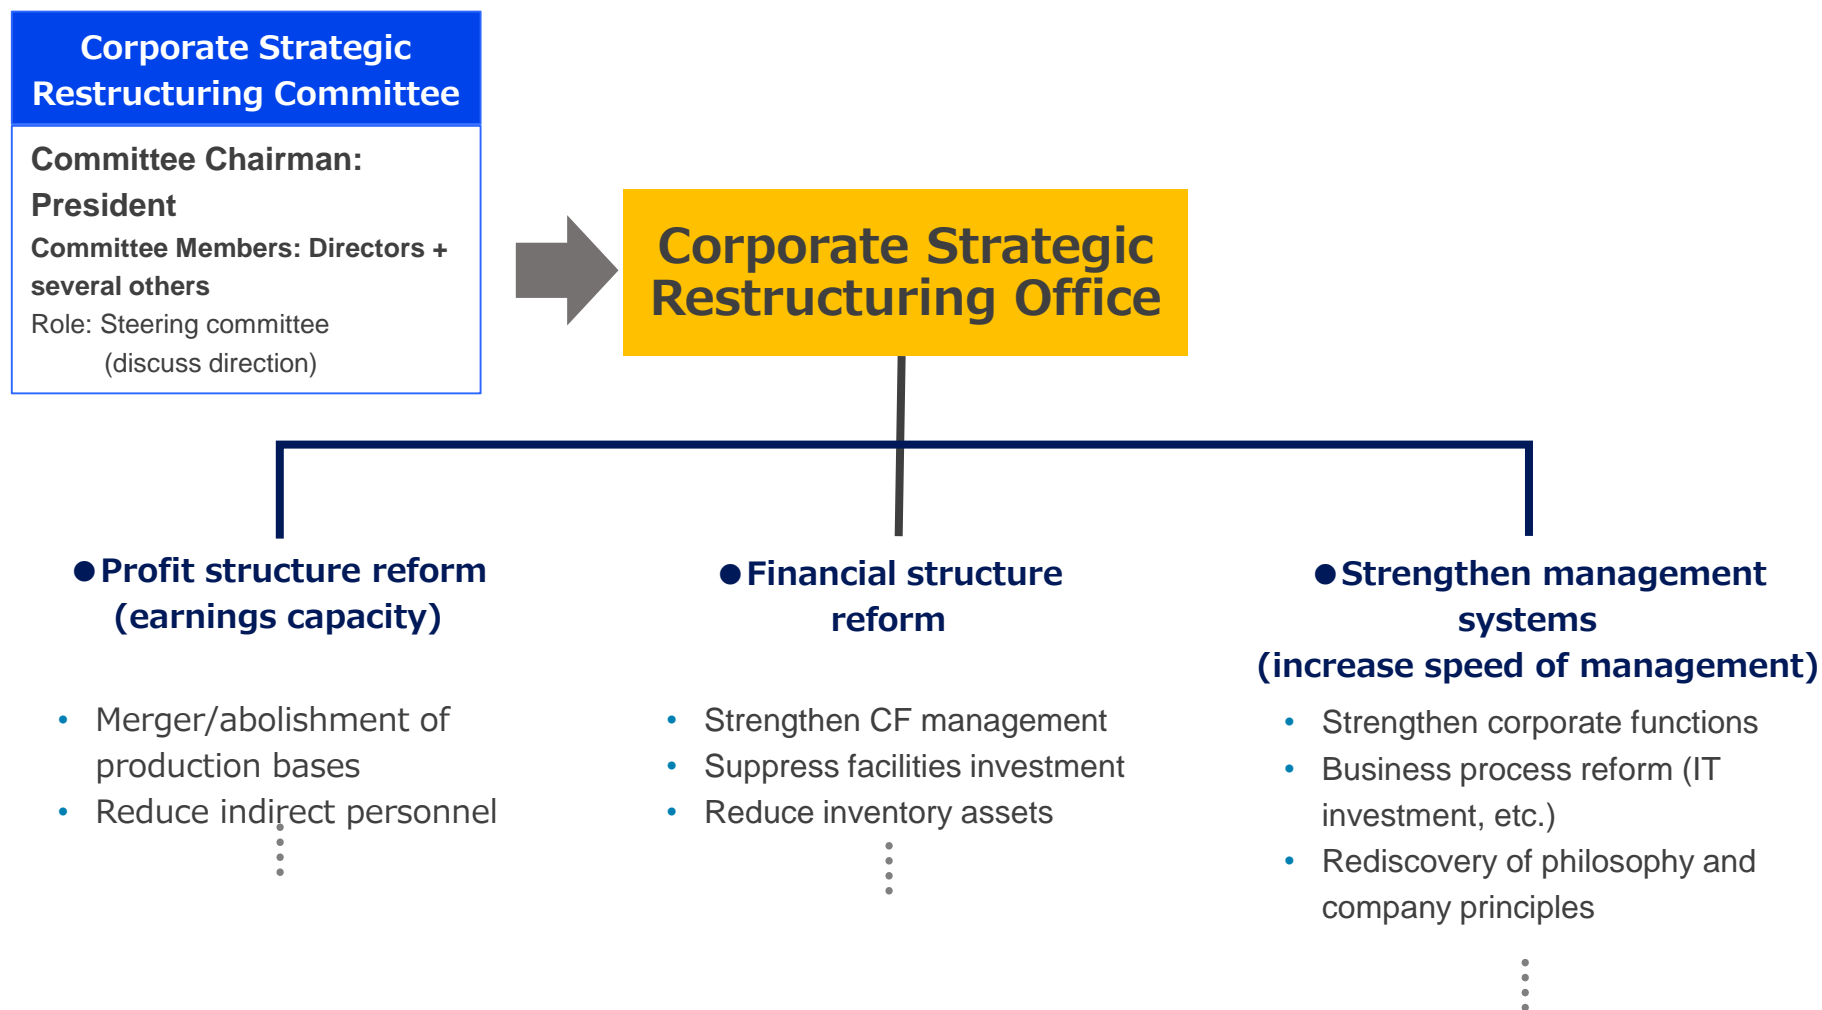 Corporate Strategic
Restructuring Committee
Committee Chairman:
President
Committee Members: Directors +
several others
Role: Steering committee
(discuss direction)
Corporate Strategic
Restructuring Office
●Profit structure reform
(earnings capacity)
• Merger/abolishment of
production bases
• Reduce indirect personnel
●Financial structure
reform
• Strengthen CF management
• Suppress facilities investment
• Reduce inventory assets
●Strengthen management
systems
(increase speed of management)
• Strengthen corporate functions
• Business process reform (IT
investment, etc.)
• Rediscovery of philosophy and
company principles